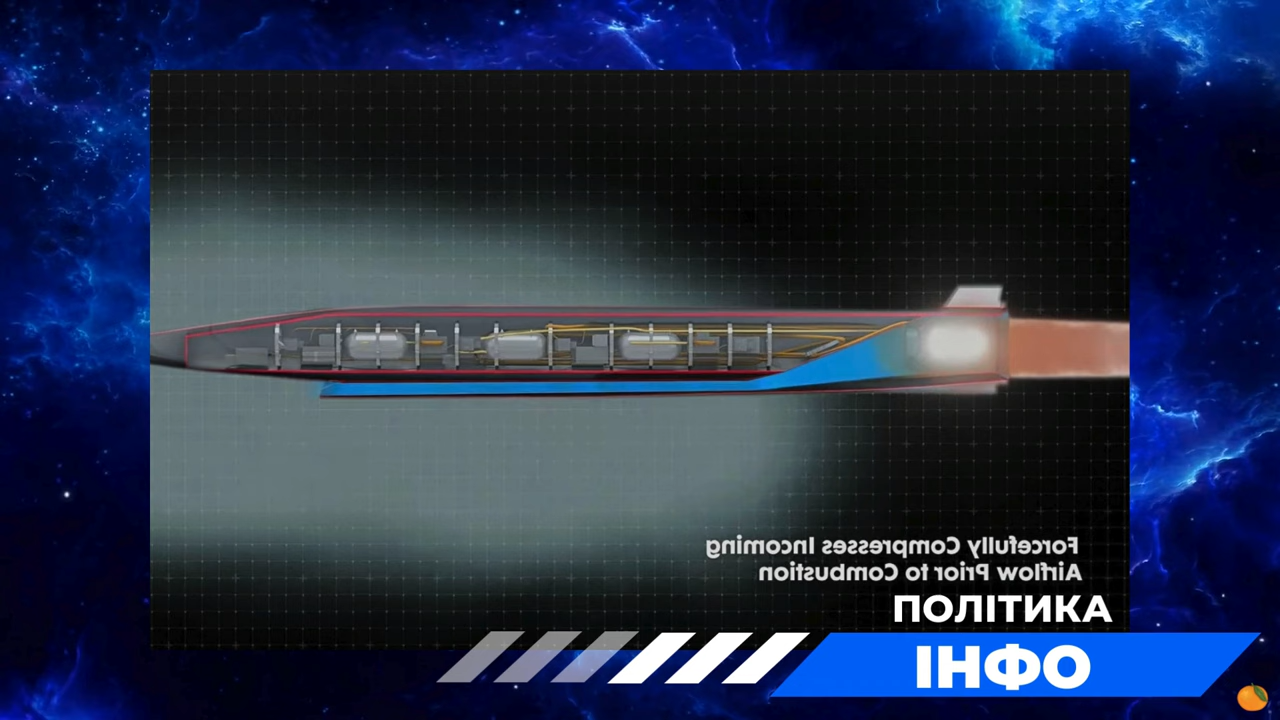 Forcefully Compresses Incoming
Airflow Prior to Combustion
ПОЛІТИКА
ІНФО